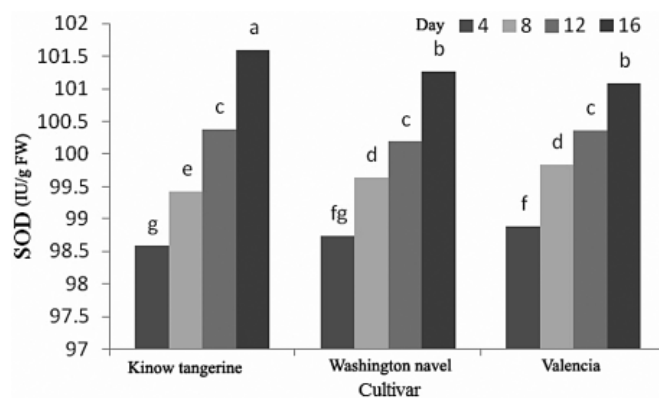 Day 4 8 12 16
102
101.5
101
100.5
100
99.5
99
98.5
98
97.5
97
SOD (IU/g FW)
g e c a
fg d c b
f d c b
Kinow tangerine Washington navel Valencia
Cultivar